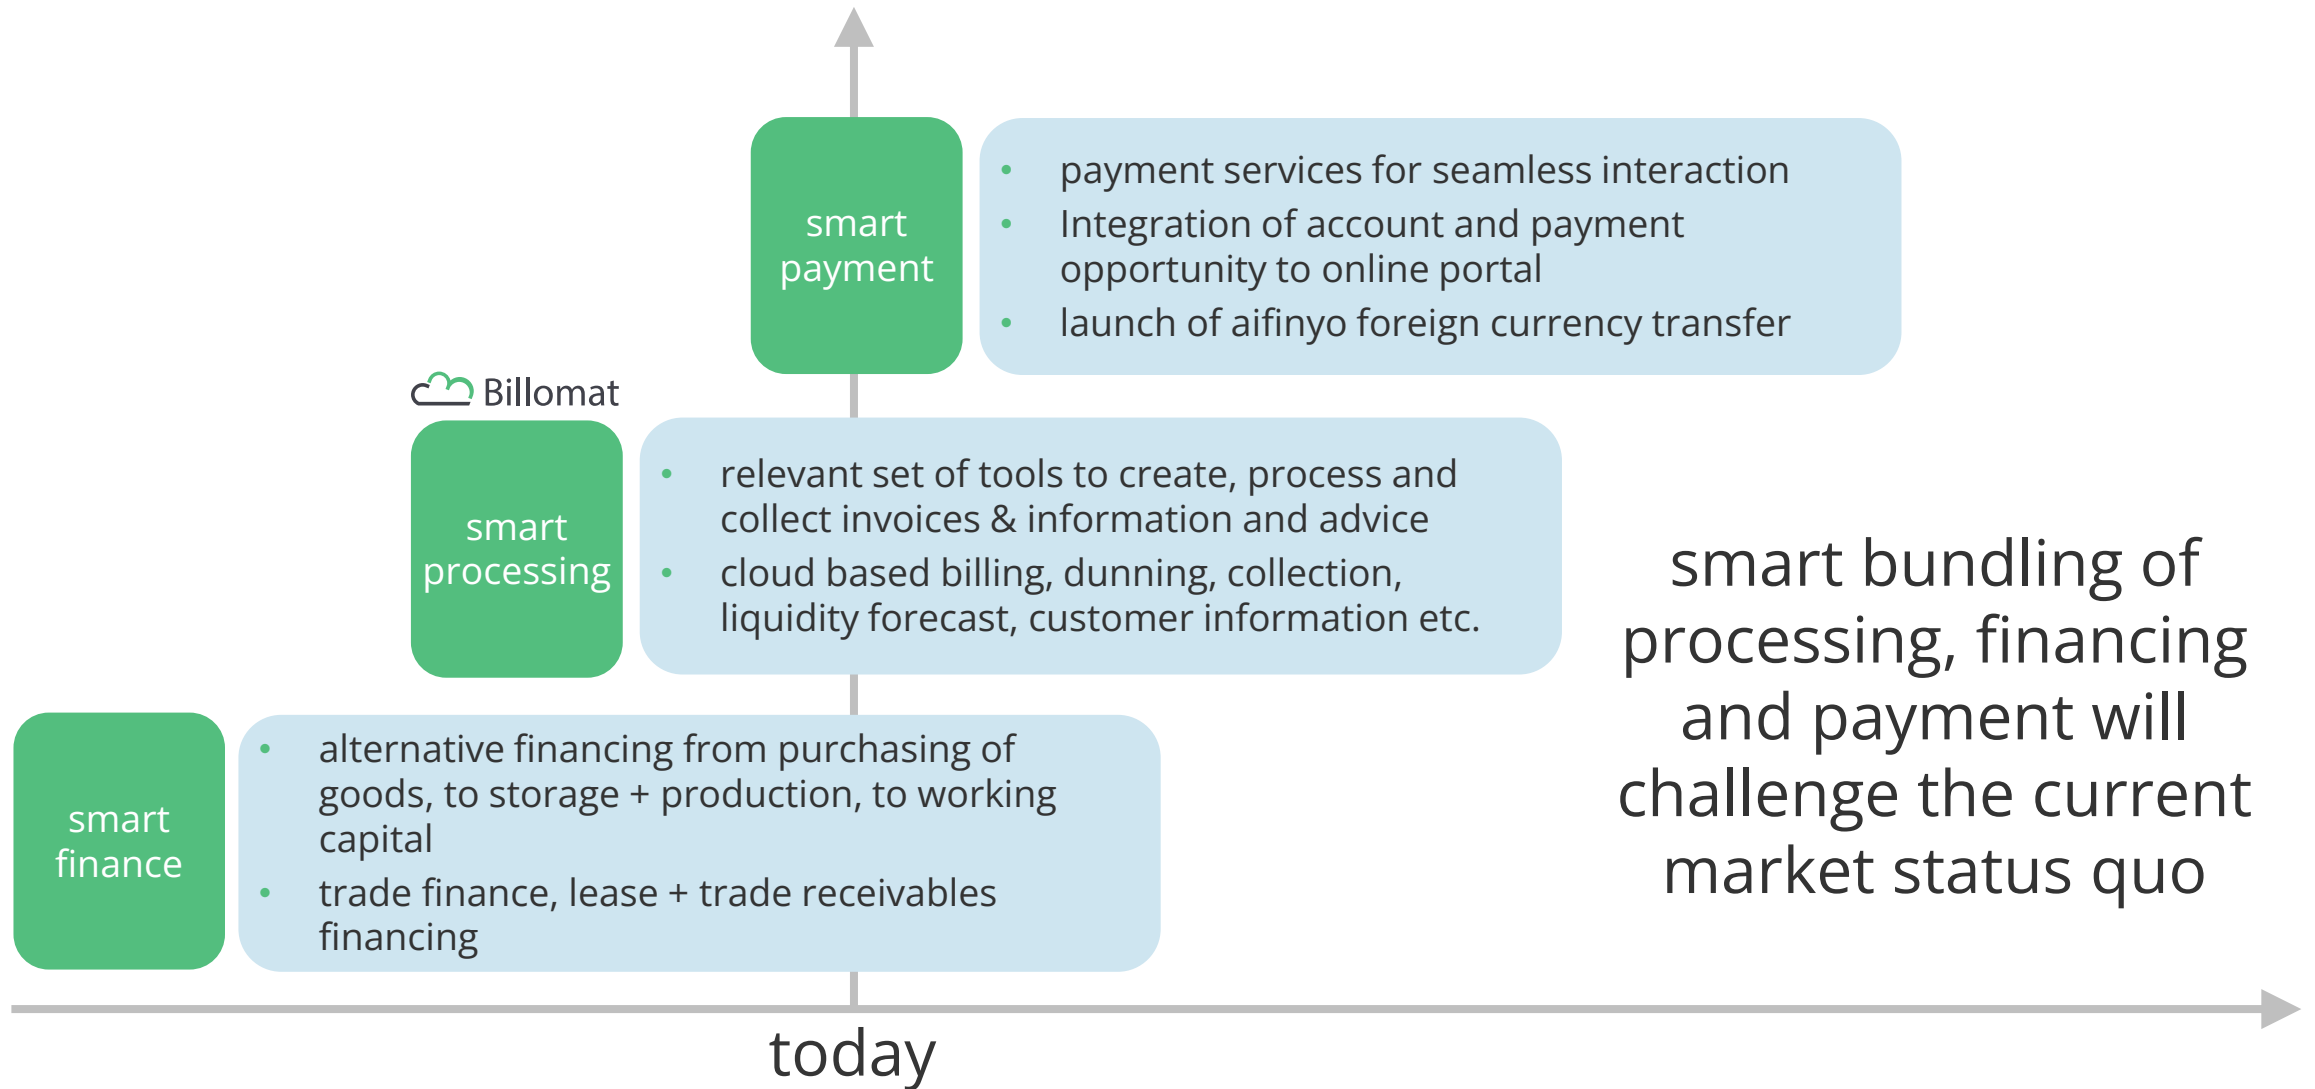 smart
payment
• payment services for seamless interaction
• Integration of account and payment
opportunity to online portal
• launch of aifinyo foreign currency transfer
Billomat
smart
processing
• relevant set of tools to create, process and
collect invoices & information and advice
• cloud based billing, dunning, collection,
liquidity forecast, customer information etc.
smart
finance
• alternative financing from purchasing of
goods, to storage + production, to working
capital
• trade finance, lease + trade receivables
financing
smart bundling of
processing, financing
and payment will
challenge the current
market status quo
today